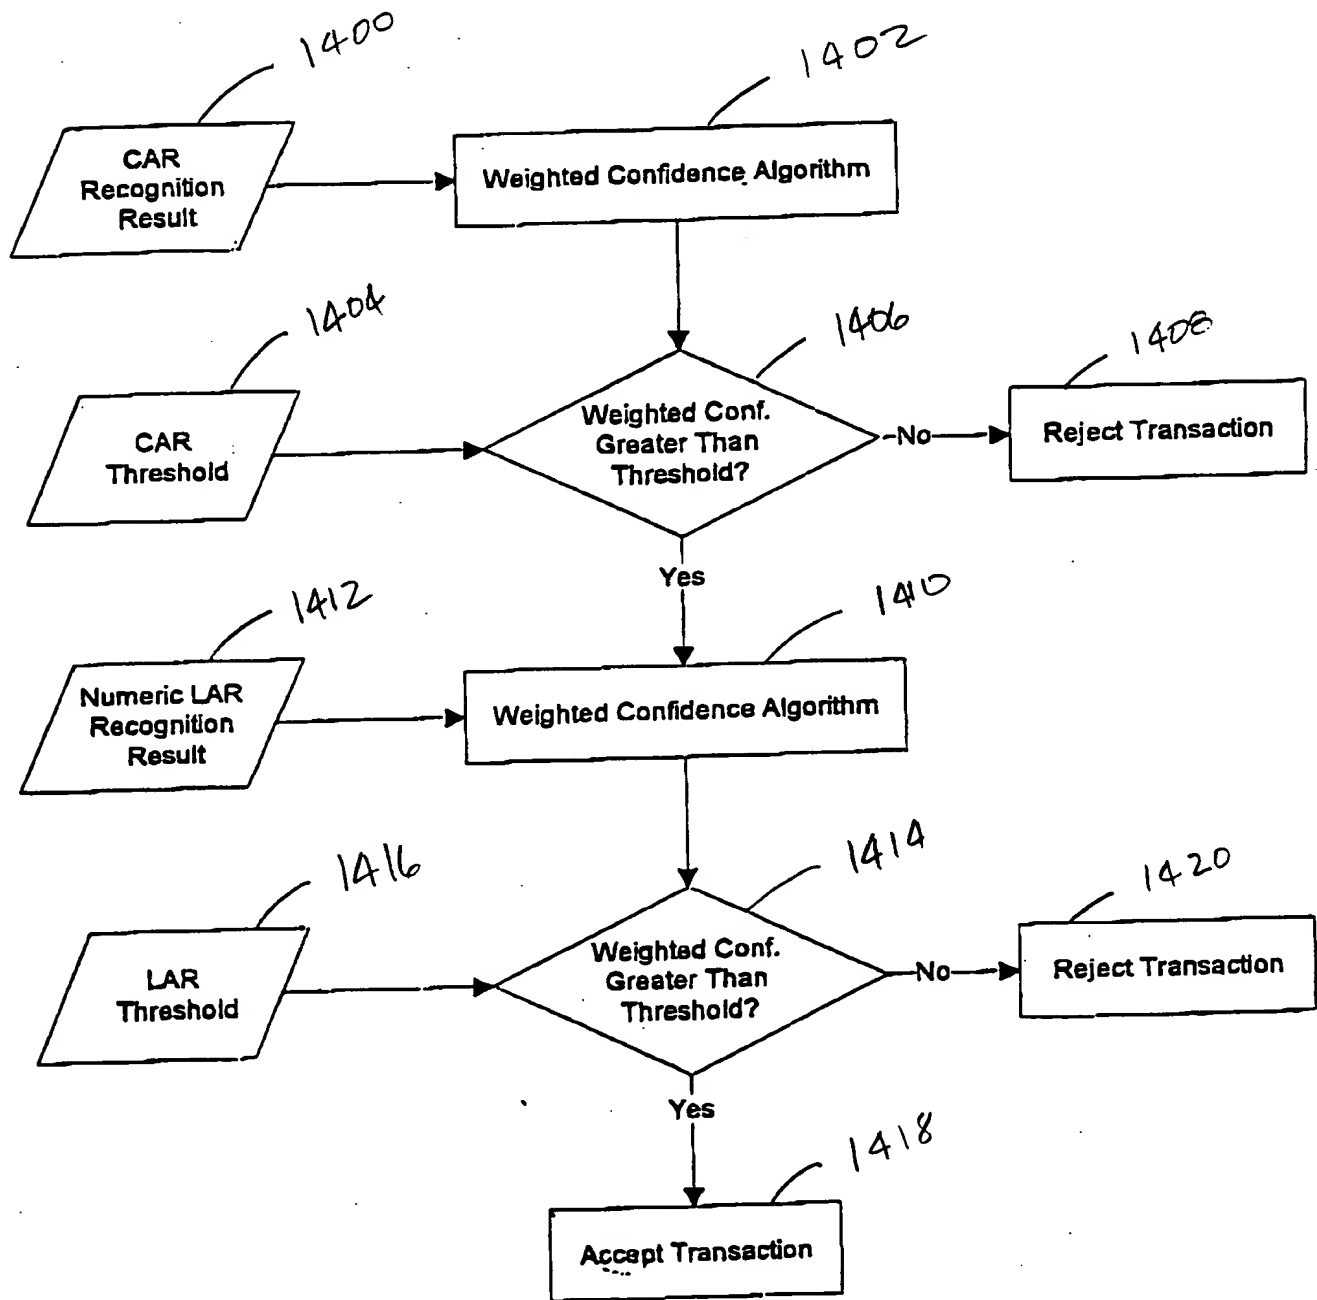 1400
1402
CAR
Recognition
Result
Weighted Confidence Algorithm
1404
1406
1408
CAR
Threshold
Weighted Conf.
Greater Than
Threshold?
No
Reject Transaction
Yes
1412
1410
Numeric LAR
Recognition
Result
Weighted Confidence Algorithm
1416
1414
1420
LAR
Threshold
Weighted Conf.
Greater Than
Threshold?
No
Reject Transaction
Yes
1418
Accept Transaction